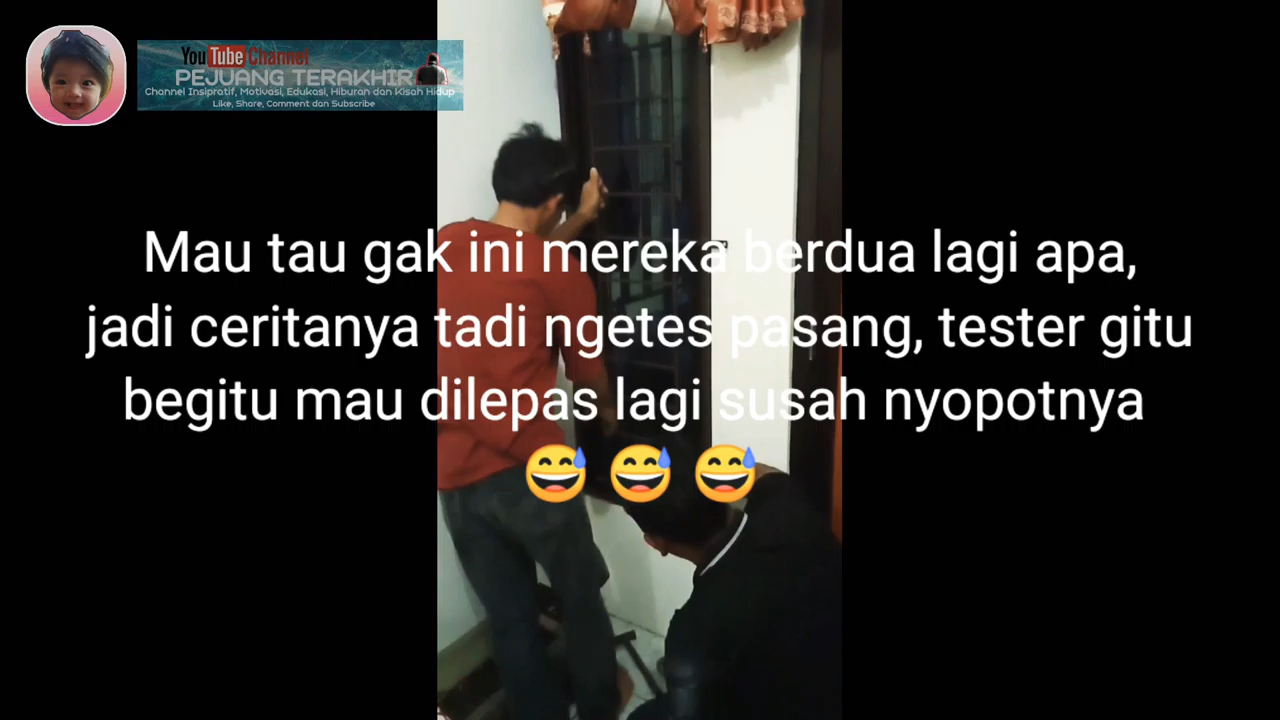 YouTube Channel
PEJUANG TERAKHIR
Channel Insipratif, Motivasi, Edukasi, Hiburan dan Kisah Hidup
Like, Share, Comment dan Subscribe
Mau tau gak ini mereka berdua lagi apa,
jadi ceritanya tadi ngetes pasang, tester gitu
begitu mau dilepas lagi susah nyopotnya
😅 😅 😅